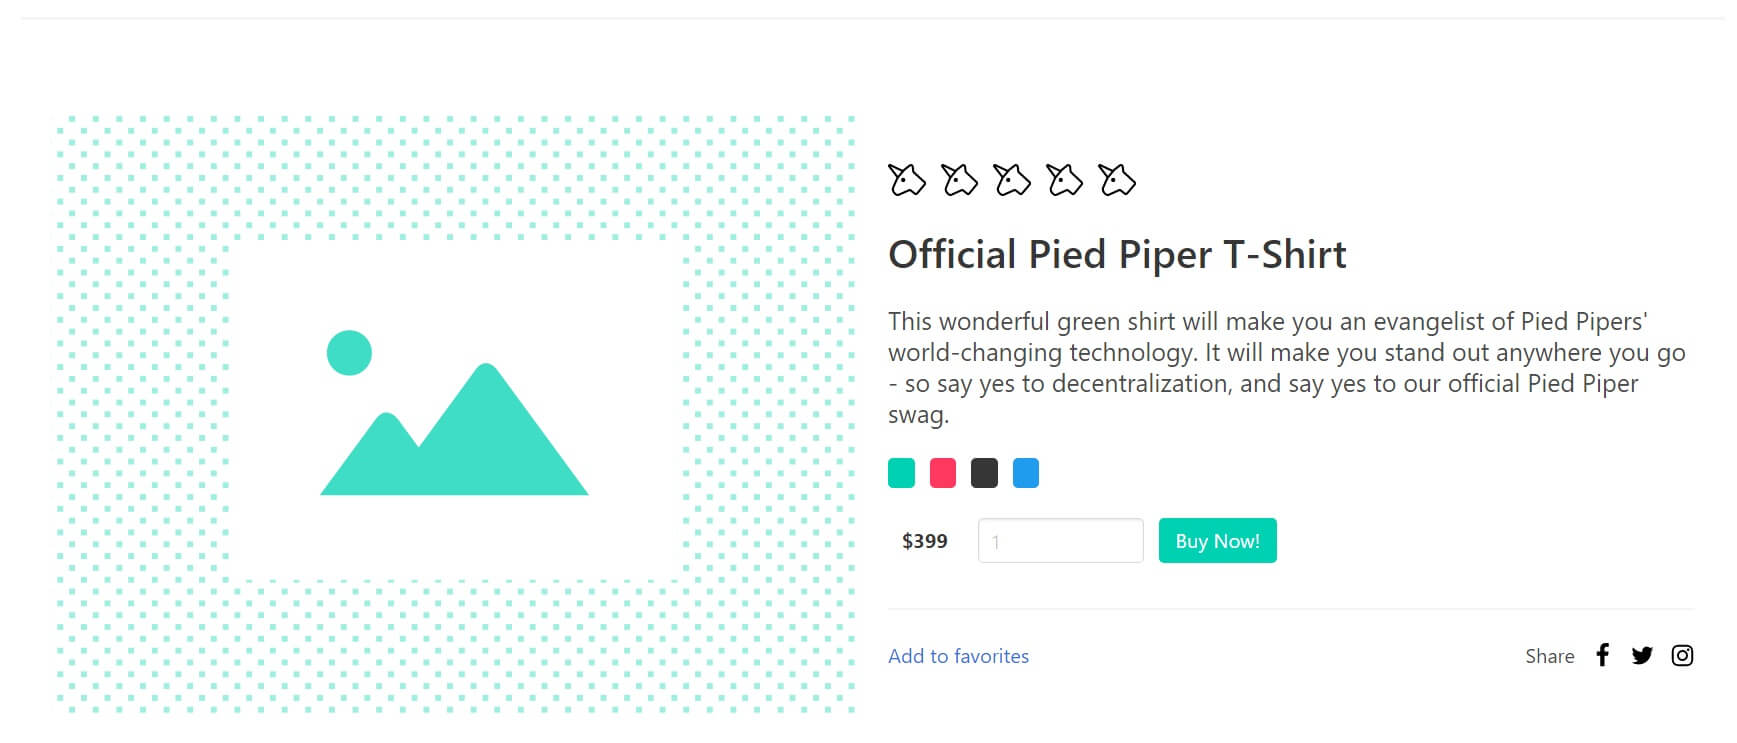 Official Pied Piper T-Shirt
This wonderful green shirt will make you an evangelist of Pied Pipers'
world-changing technology. It will make you stand out anywhere you go
- so say yes to decentralization, and say yes to our official Pied Piper
swag.
$399 1 Buy Now!
Add to favorites Share